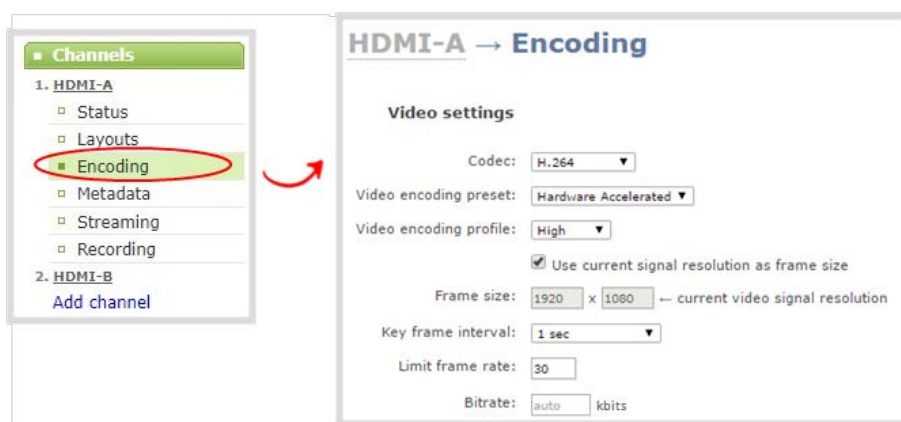 Channels
1. HDMI-A
Status
Layouts
Encoding
Metadata
Streaming
Recording
2. HDMI-B
Add channel
HDMI-A → Encoding
Video settings
Codec: H.264
Video encoding preset: Hardware Accelerated
Video encoding profile: High
Use current signal resolution as frame size
Frame size: 1920 x 1080 ← current video signal resolution
Key frame interval: 1 sec
Limit frame rate: 30
Bitrate: auto kbits